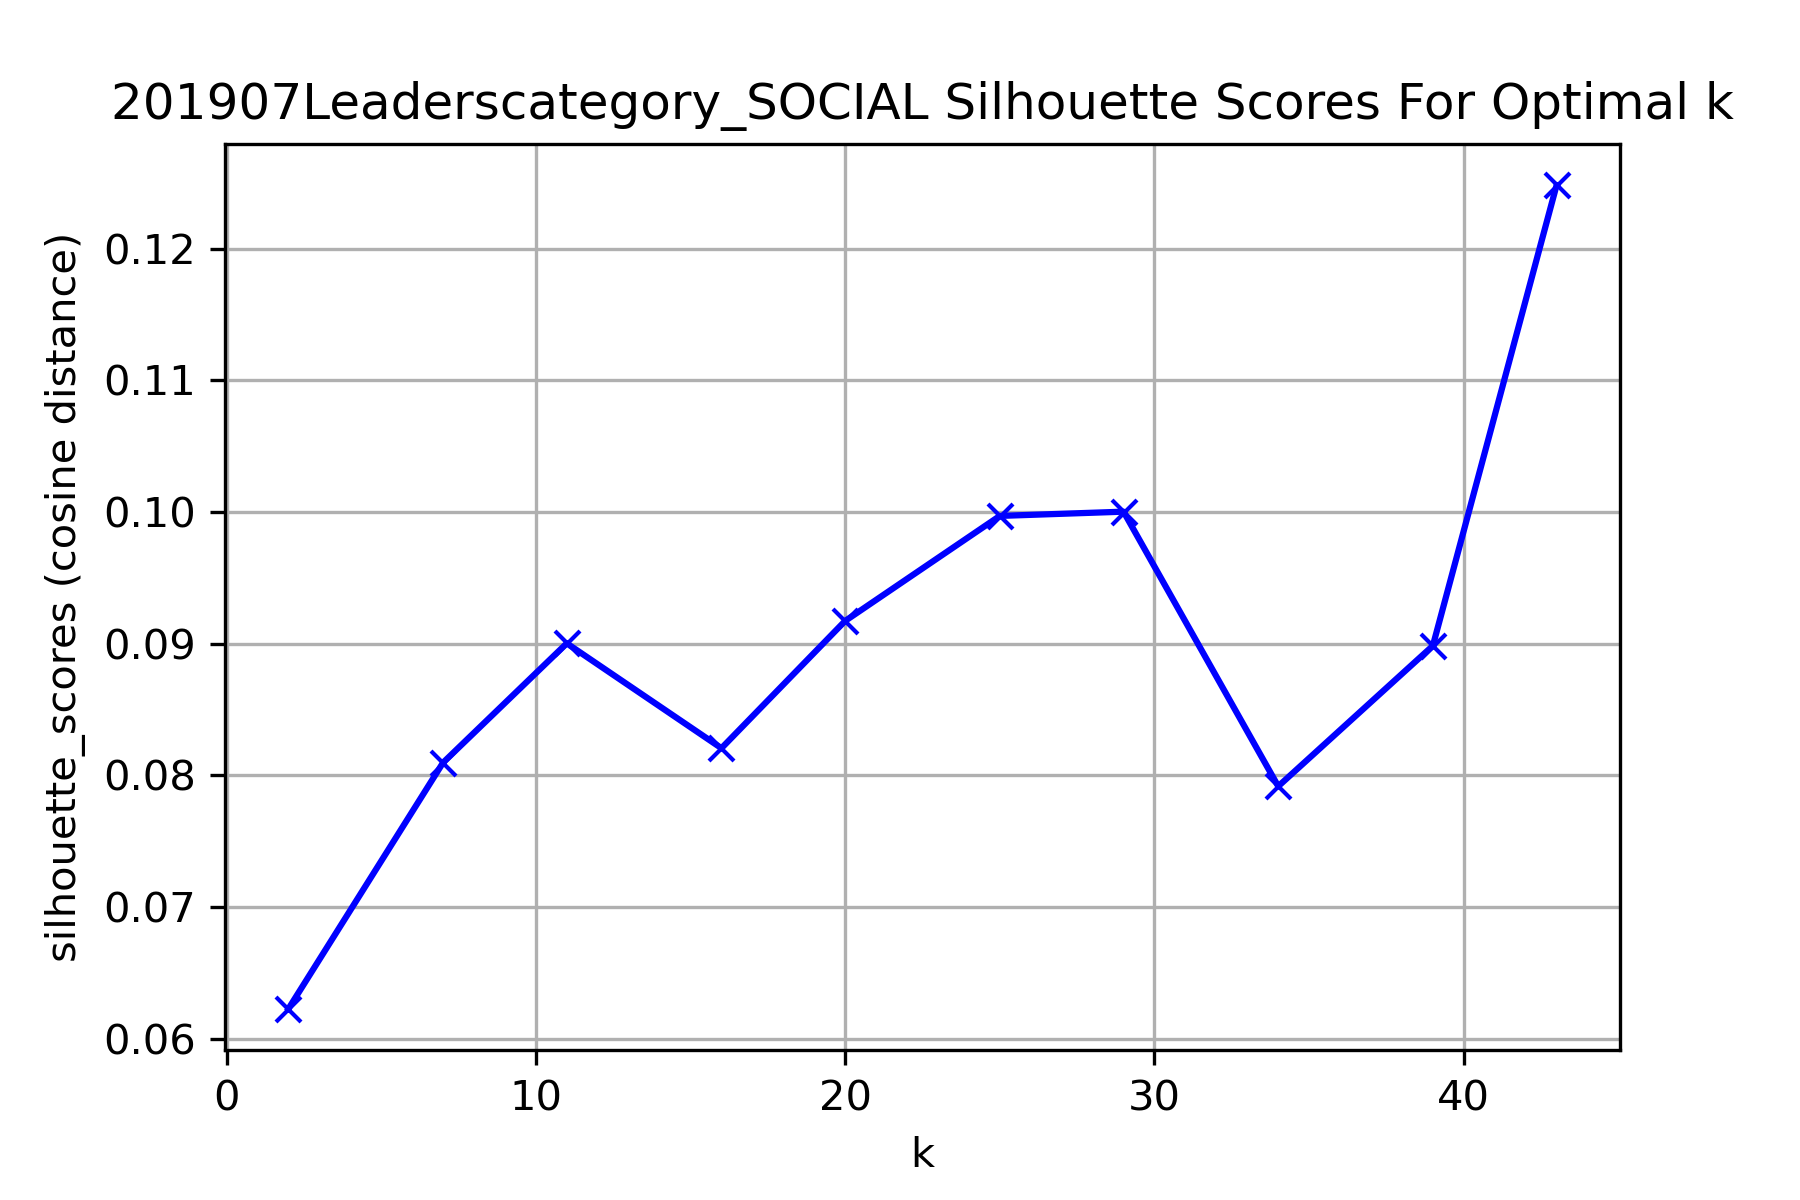 201907Leaderscategory_SOCIAL Silhouette Scores For Optimal k
silhouette_scores (cosine distance)
0.12
0.11
0.10
0.09
0.08
0.07
0.06
0 10 20 30 40
k